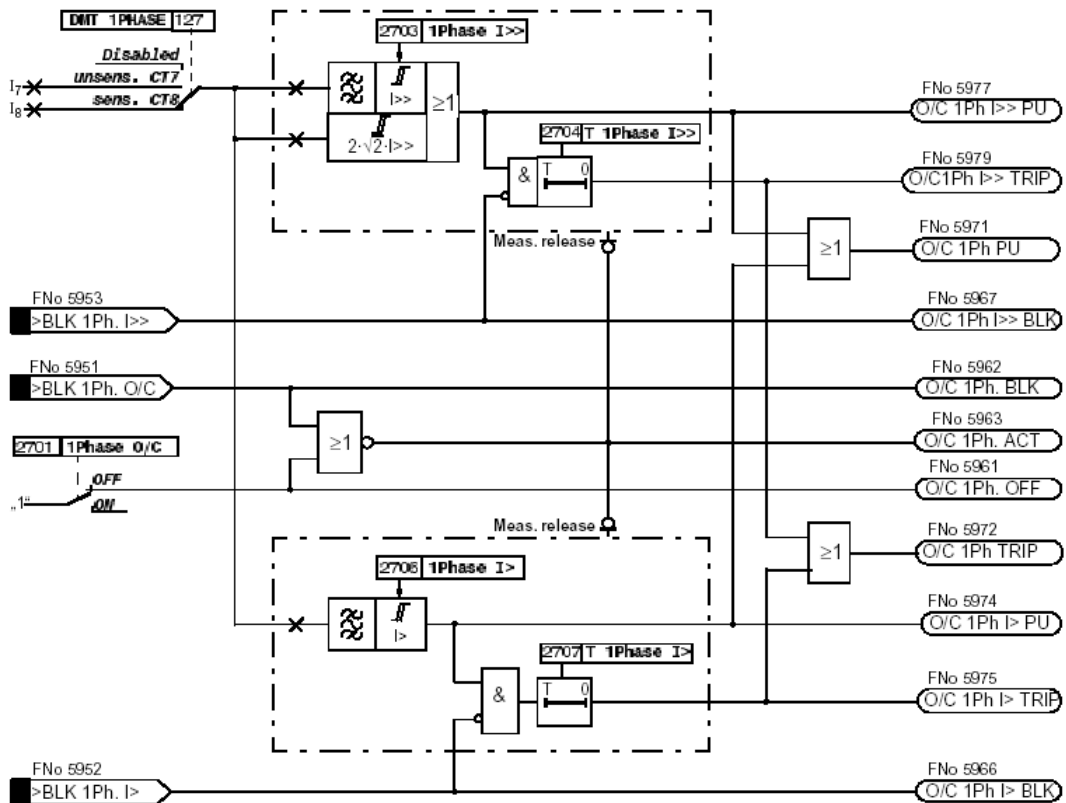 DMT 1PHASE 127
Disabled
I7 unsens. CT7
I8 sens. CT8
2703 1Phase I>>
I>>
≥1
2·√2·I>>
2704 T 1Phase I>>
&
T 0
Meas. release
FNo 5977
O/C 1Ph I>> PU
FNo 5979
O/C1Ph I>> TRIP
FNo 5971
≥1
O/C 1Ph PU
FNo 5953
>BLK 1Ph. I>>
FNo 5967
O/C 1Ph I>> BLK
FNo 5951
>BLK 1Ph. O/C
FNo 5962
O/C 1Ph. BLK
≥1
FNo 5963
O/C 1Ph. ACT
2701 1Phase O/C
OFF
„1“ ON
FNo 5961
O/C 1Ph. OFF
Meas. release
FNo 5972
≥1
O/C 1Ph TRIP
2706 1Phase I>
I>
FNo 5974
O/C 1Ph I> PU
2707 T 1Phase I>
&
T 0
FNo 5975
O/C 1Ph I> TRIP
FNo 5952
>BLK 1Ph. I>
FNo 5966
O/C 1Ph I> BLK